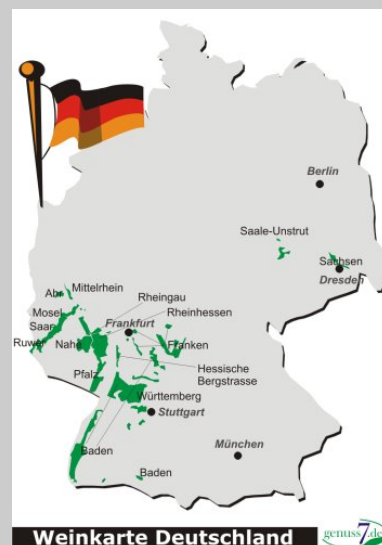 Berlin
Saale-Unstrut
Sachsen
Dresden
Ahr
Mittelrhein
Rheingau
Mosel
Rheinhessen
Saar
Frankfurt
Ruwer
Nahe
Franken
Hessische
Bergstrasse
Pfalz
Württemberg
Stuttgart
Baden
München
Baden
Weinkarte Deutschland
genuss7.de